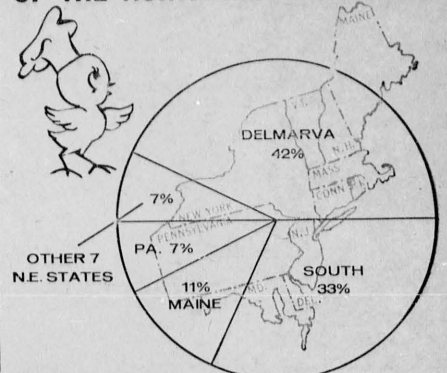 MAINE
VT.
DELMARVA
42%
N.H.
MASS
CONN
7%
NEW YORK
PENNSYLVANIA
N.J.
OTHER 7
N.E. STATES
PA. 7%
11%
MAINE
MD.
DEL.
SOUTH
33%